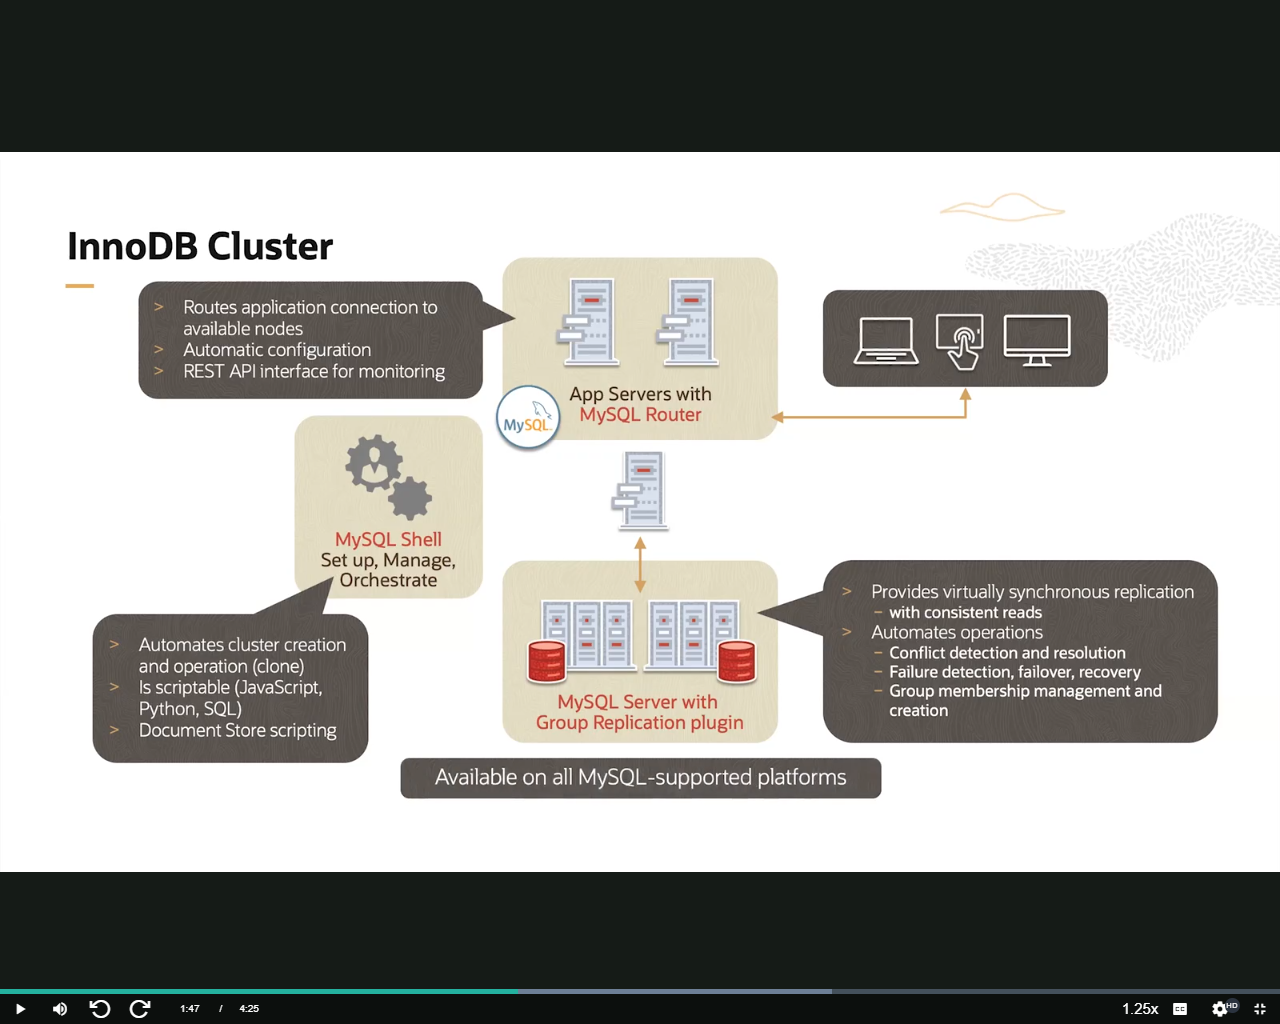 InnoDB Cluster
> Routes application connection to
available nodes
> Automatic configuration
> REST API interface for monitoring
App Servers with
MySQL Router
MySQL
MySQL Shell
Set up, Manage,
Orchestrate
> Automates cluster creation
and operation (clone)
> Is scriptable (JavaScript,
Python, SQL)
> Document Store scripting
MySQL Server with
Group Replication plugin
> Provides virtually synchronous replication
– with consistent reads
> Automates operations
– Conflict detection and resolution
– Failure detection, failover, recovery
– Group membership management and
creation
Available on all MySQL-supported platforms
1:47 / 4:25
1.25x
CC
HD